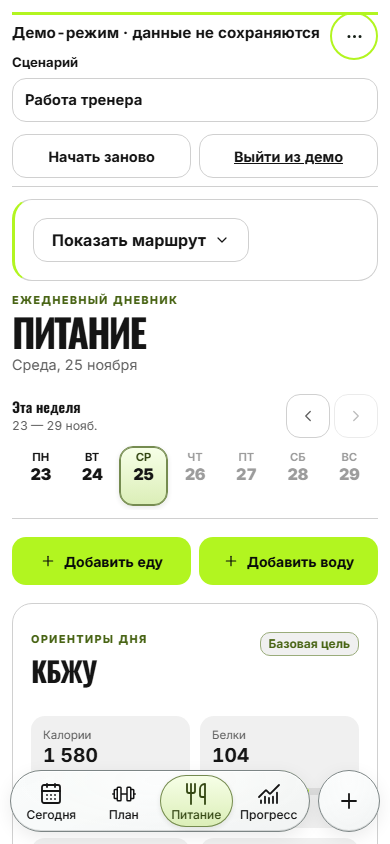 Демо-режим · данные не сохраняются
...
Сценарий
Работа тренера
Начать заново
Выйти из демо
Показать маршрут
ЕЖЕДНЕВНЫЙ ДНЕВНИК
ПИТАНИЕ
Среда, 25 ноября
Эта неделя
23 — 29 нояб.
ПН ВТ СР ЧТ ПТ СБ ВС
23 24 25 26 27 28 29
+ Добавить еду
+ Добавить воду
ОРИЕНТИРЫ ДНЯ
Базовая цель
КБЖУ
Калории Белки
1 580 104
Сегодня План Питание Прогресс +